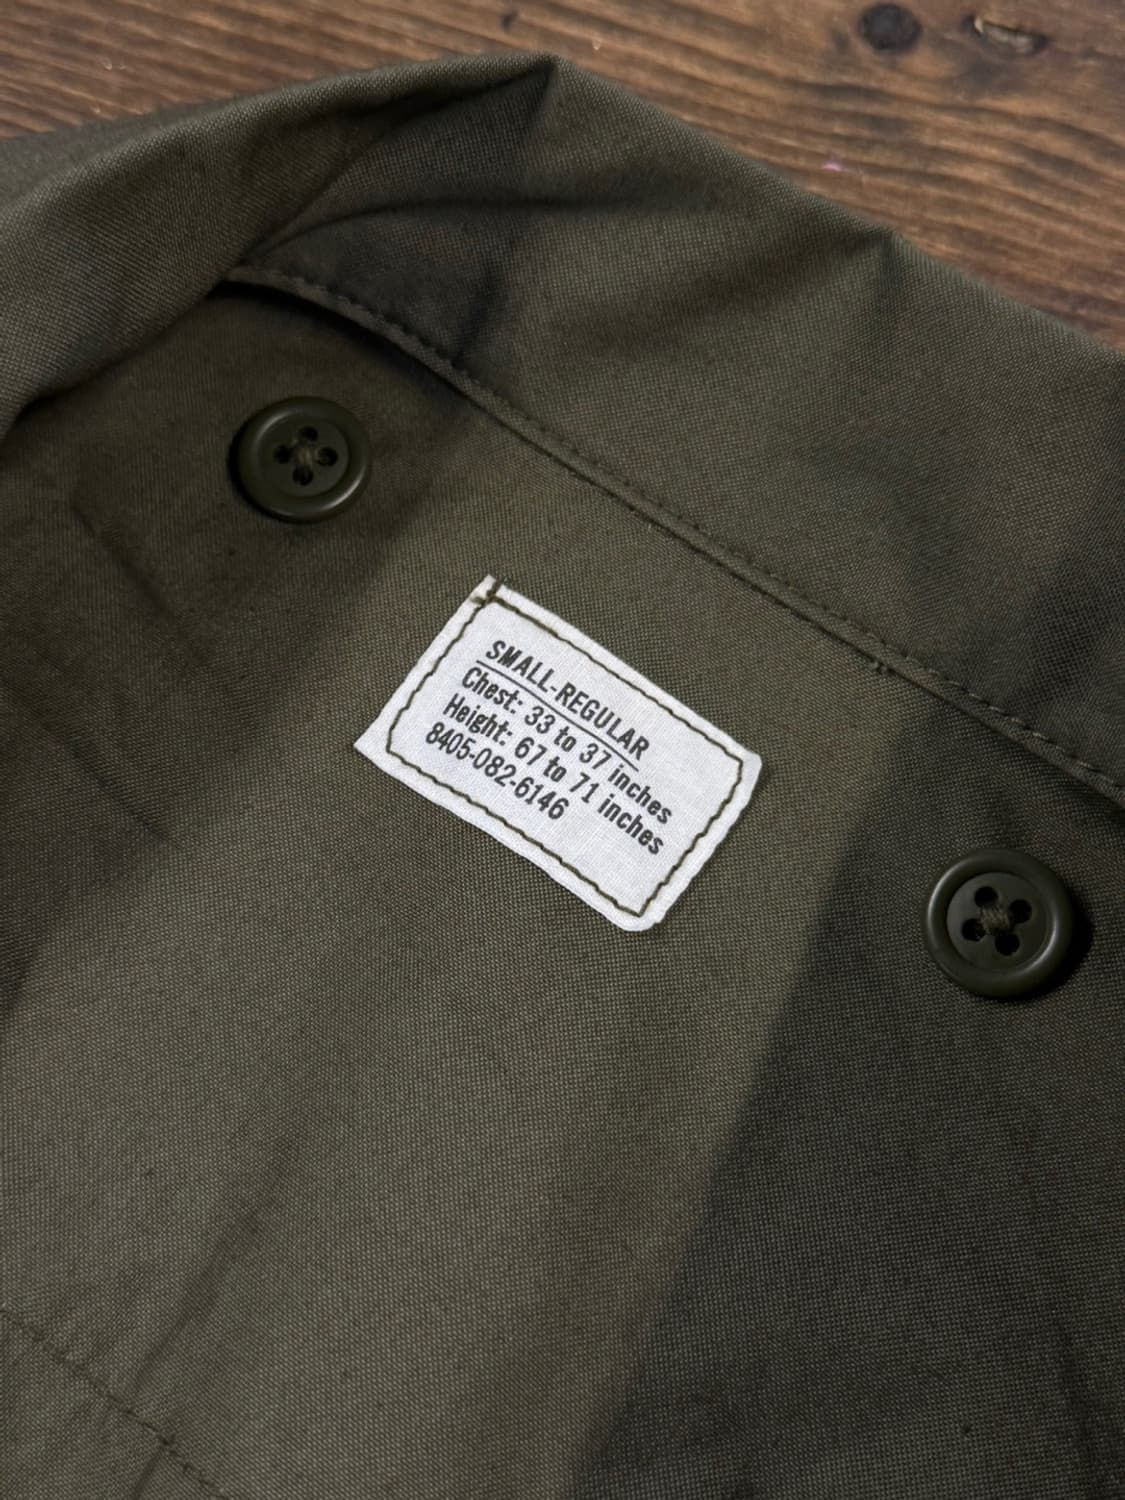 SMALL-REGULAR
Chest: 33 to 37 inches
Height: 67 to 71 inches
8405-082-6146